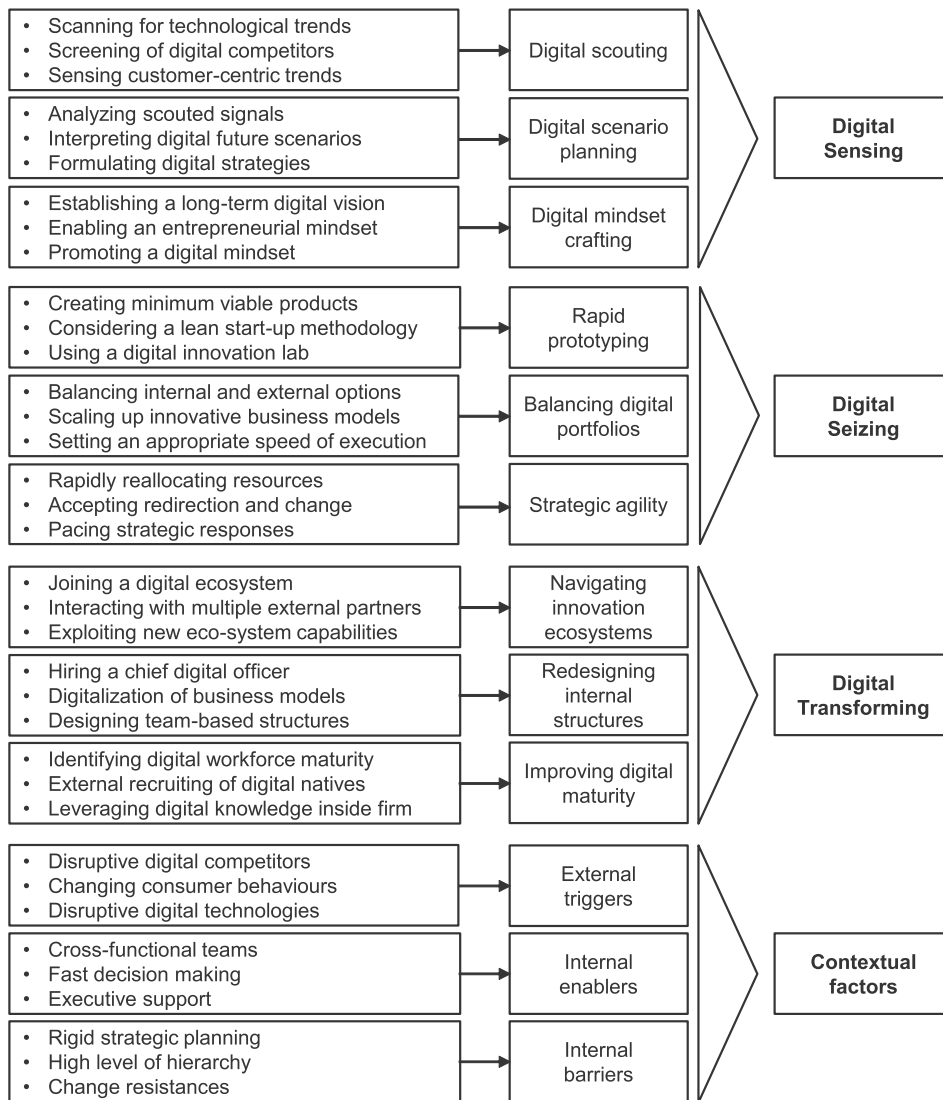 • Scanning for technological trends
• Screening of digital competitors
• Sensing customer-centric trends
Digital scouting
• Analyzing scouted signals
• Interpreting digital future scenarios
• Formulating digital strategies
Digital scenario
planning
• Establishing a long-term digital vision
• Enabling an entrepreneurial mindset
• Promoting a digital mindset
Digital mindset
crafting
Digital
Sensing
• Creating minimum viable products
• Considering a lean start-up methodology
• Using a digital innovation lab
Rapid
prototyping
• Balancing internal and external options
• Scaling up innovative business models
• Setting an appropriate speed of execution
Balancing digital
portfolios
• Rapidly reallocating resources
• Accepting redirection and change
• Pacing strategic responses
Strategic agility
Digital
Seizing
• Joining a digital ecosystem
• Interacting with multiple external partners
• Exploiting new eco-system capabilities
Navigating
innovation
ecosystems
• Hiring a chief digital officer
• Digitalization of business models
• Designing team-based structures
Redesigning
internal
structures
• Identifying digital workforce maturity
• External recruiting of digital natives
• Leveraging digital knowledge inside firm
Improving digital
maturity
Digital
Transforming
• Disruptive digital competitors
• Changing consumer behaviours
• Disruptive digital technologies
External
triggers
• Cross-functional teams
• Fast decision making
• Executive support
Internal
enablers
• Rigid strategic planning
• High level of hierarchy
• Change resistances
Internal
barriers
Contextual
factors